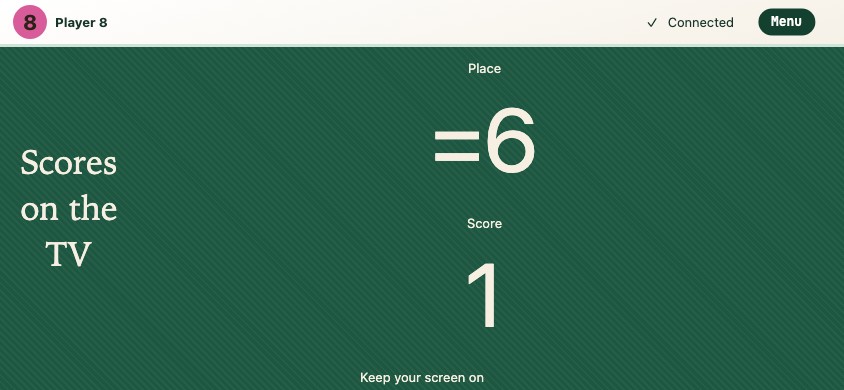 8
Player 8
✓ Connected
Menu
Scores
on the
TV
Place
=6
Score
1
Keep your screen on